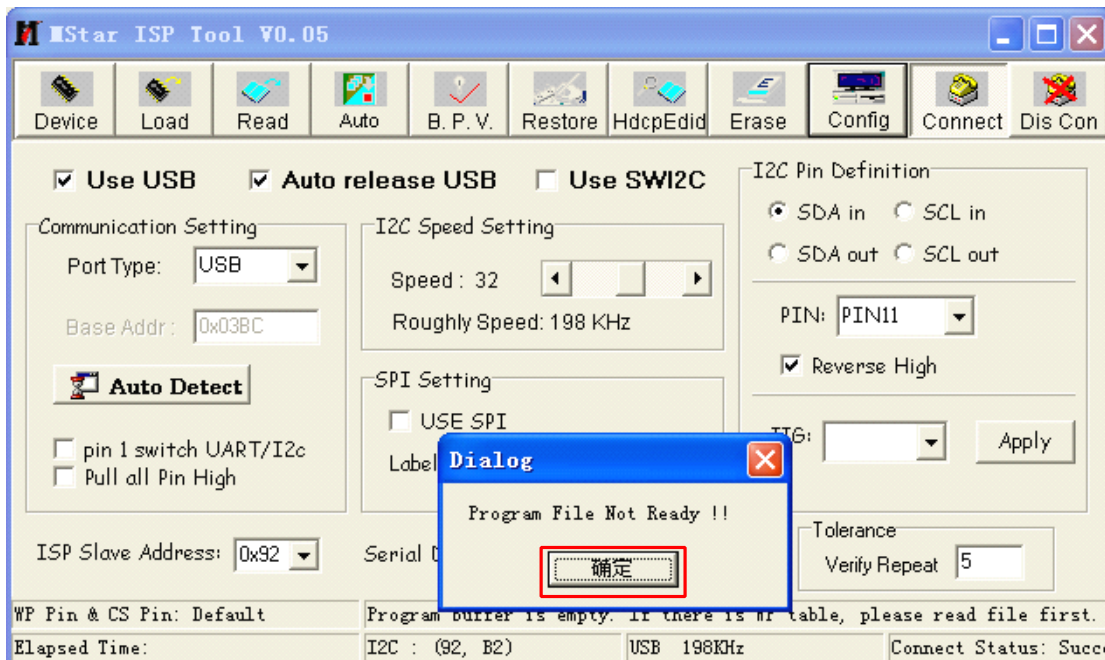 MStar ISP Tool V0.05
Device Load Read Auto B. P. V. Restore HdcpEdid Erase Config Connect Dis Con
Use USB Auto release USB Use SWI2C
I2C Pin Definition
SDA in SCL in
SDA out SCL out
PIN: PIN11
Reverse High
Apply
Communication Setting
Port Type: USB
Base Addr: 0x03BC
Auto Detect
pin 1 switch UART/I2c
Pull all Pin High
I2C Speed Setting
Speed : 32
Roughly Speed: 198 KHz
SPI Setting
USE SPI
Label
Dialog
Program File Not Ready !!
确定
ISP Slave Address: 0x92
Serial
Tolerance
Verify Repeat 5
WP Pin & CS Pin: Default
Program buffer is empty. If there is table, please read file first.
Elapsed Time:
I2C : (92, B2)
USB 198KHz
Connect Status: